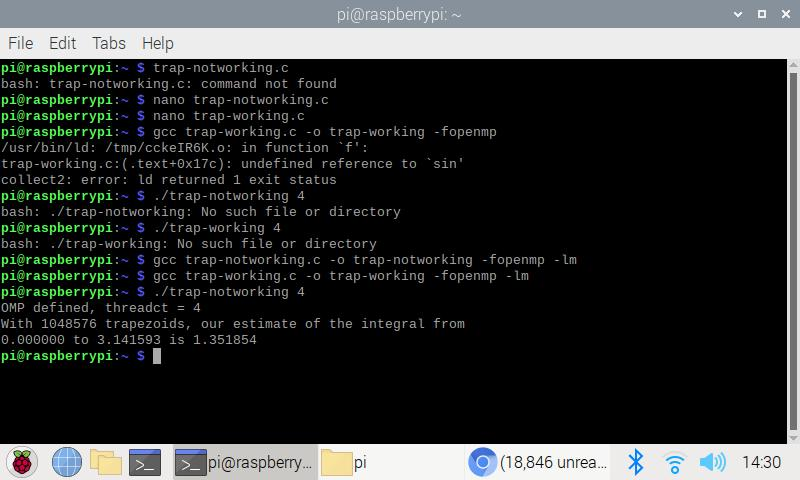 pi@raspberrypi: ~
File Edit Tabs Help
pi@raspberrypi:~ $ trap-notworking.c
bash: trap-notworking.c: command not found
pi@raspberrypi:~ $ nano trap-notworking.c
pi@raspberrypi:~ $ nano trap-working.c
pi@raspberrypi:~ $ gcc trap-working.c -o trap-working -fopenmp
/usr/bin/ld: /tmp/cckeIR6K.o: in function `f':
trap-working.c:(.text+0x17c): undefined reference to `sin'
collect2: error: ld returned 1 exit status
pi@raspberrypi:~ $ ./trap-notworking 4
bash: ./trap-notworking: No such file or directory
pi@raspberrypi:~ $ ./trap-working 4
bash: ./trap-working: No such file or directory
pi@raspberrypi:~ $ gcc trap-notworking.c -o trap-notworking -fopenmp -lm
pi@raspberrypi:~ $ gcc trap-working.c -o trap-working -fopenmp -lm
pi@raspberrypi:~ $ ./trap-notworking 4
OMP defined, threadct = 4
With 1048576 trapezoids, our estimate of the integral from
0.000000 to 3.141593 is 1.351854
pi@raspberrypi:~ $
>_ >_ pi@raspberry... pi (18,846 unrea... 14:30